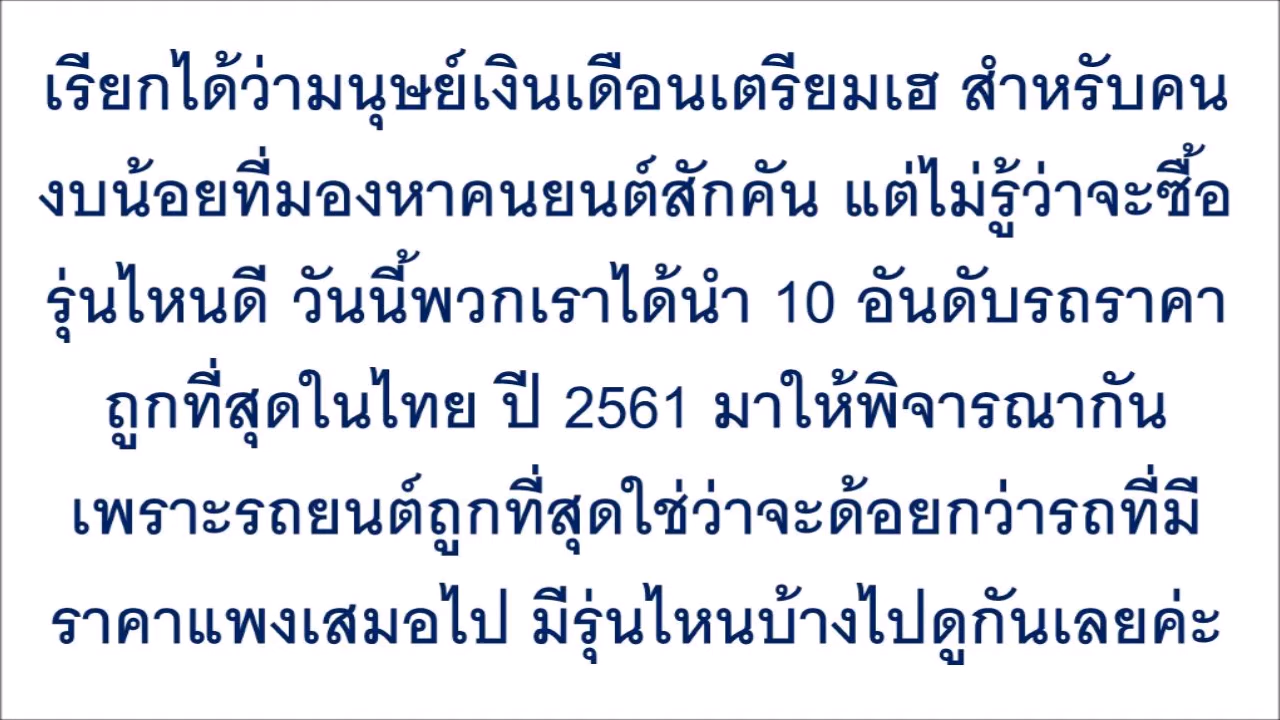 เรียกได้ว่ามนุษย์เงินเดือนเตรียมเฮ สำหรับคน
งบน้อยที่มองหาคนยนต์สักคัน แต่ไม่รู้ว่าจะซื้อ
รุ่นไหนดี วันนี้พวกเราได้นำ 10 อันดับรถราคา
ถูกที่สุดในไทย ปี 2561 มาให้พิจารณากัน
เพราะรถยนต์ถูกที่สุดใช่ว่าจะด้อยกว่ารถที่มี
ราคาแพงเสมอไป มีรุ่นไหนบ้างไปดูกันเลยค่ะ